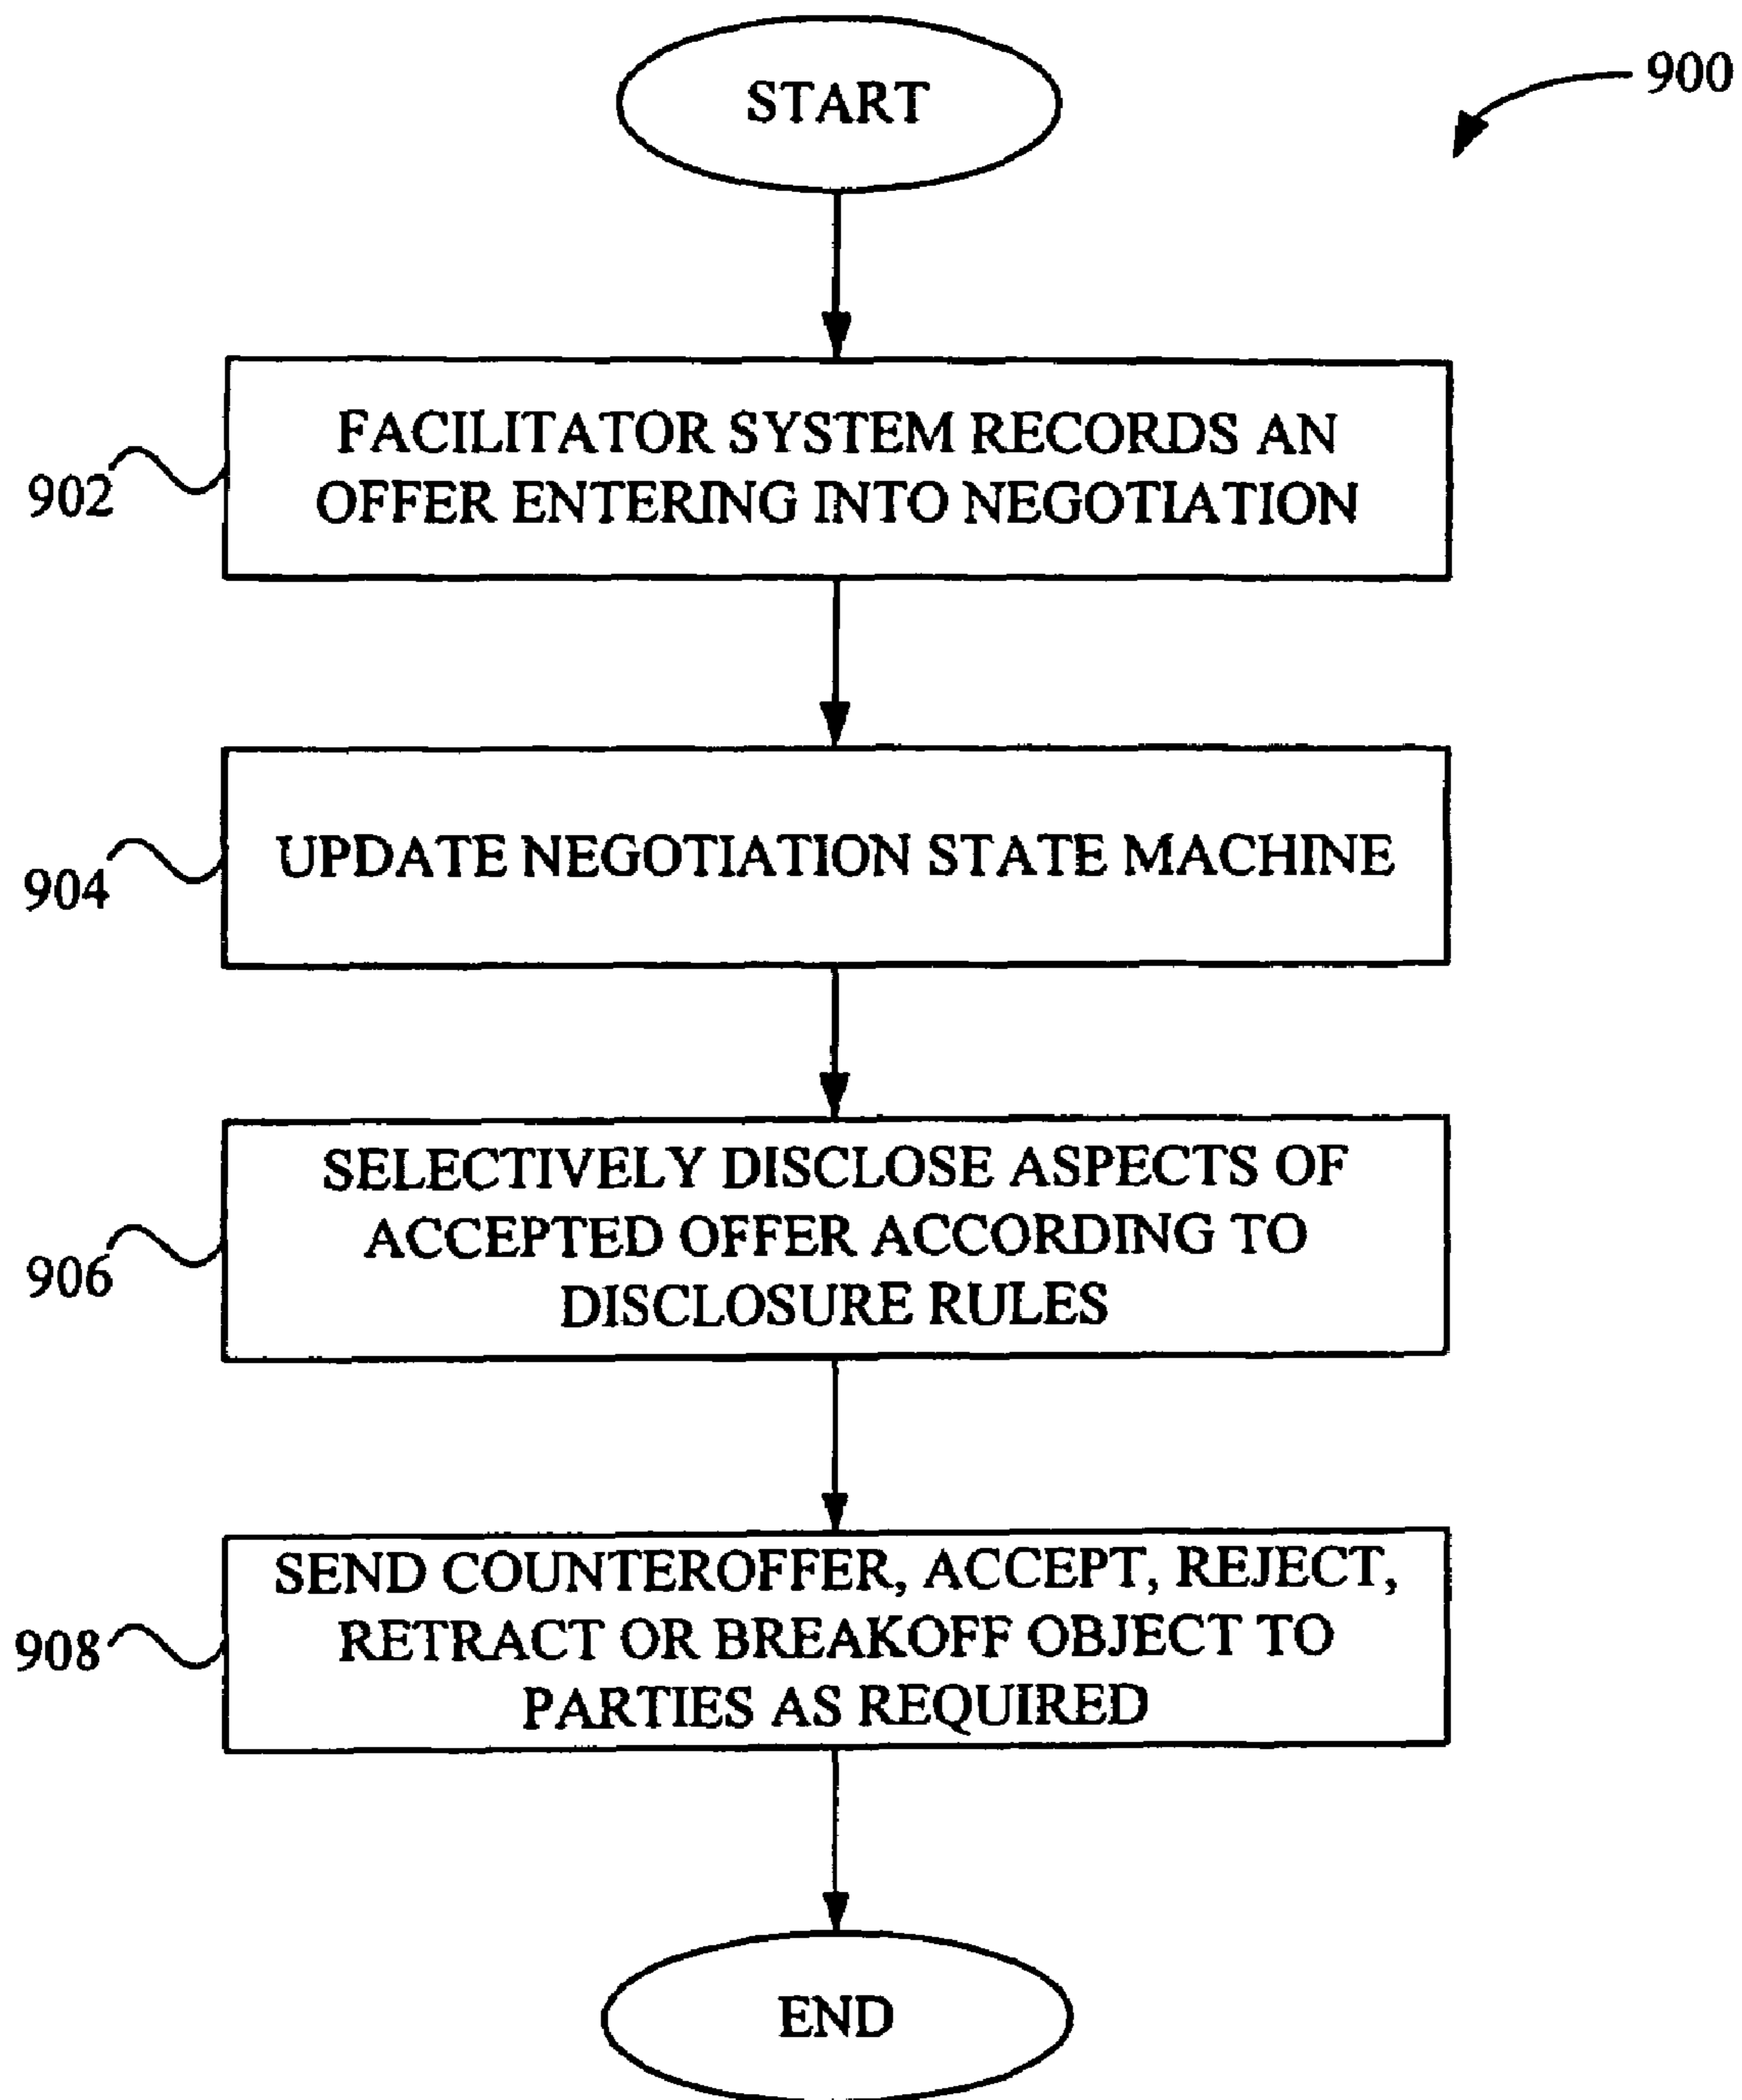 START
900
FACILITATOR SYSTEM RECORDS AN
OFFER ENTERING INTO NEGOTIATION
902
UPDATE NEGOTIATION STATE MACHINE
904
SELECTIVELY DISCLOSE ASPECTS OF
ACCEPTED OFFER ACCORDING TO
DISCLOSURE RULES
906
SEND COUNTEROFFER, ACCEPT, REJECT,
RETRACT OR BREAKOFF OBJECT TO
PARTIES AS REQUIRED
908
END